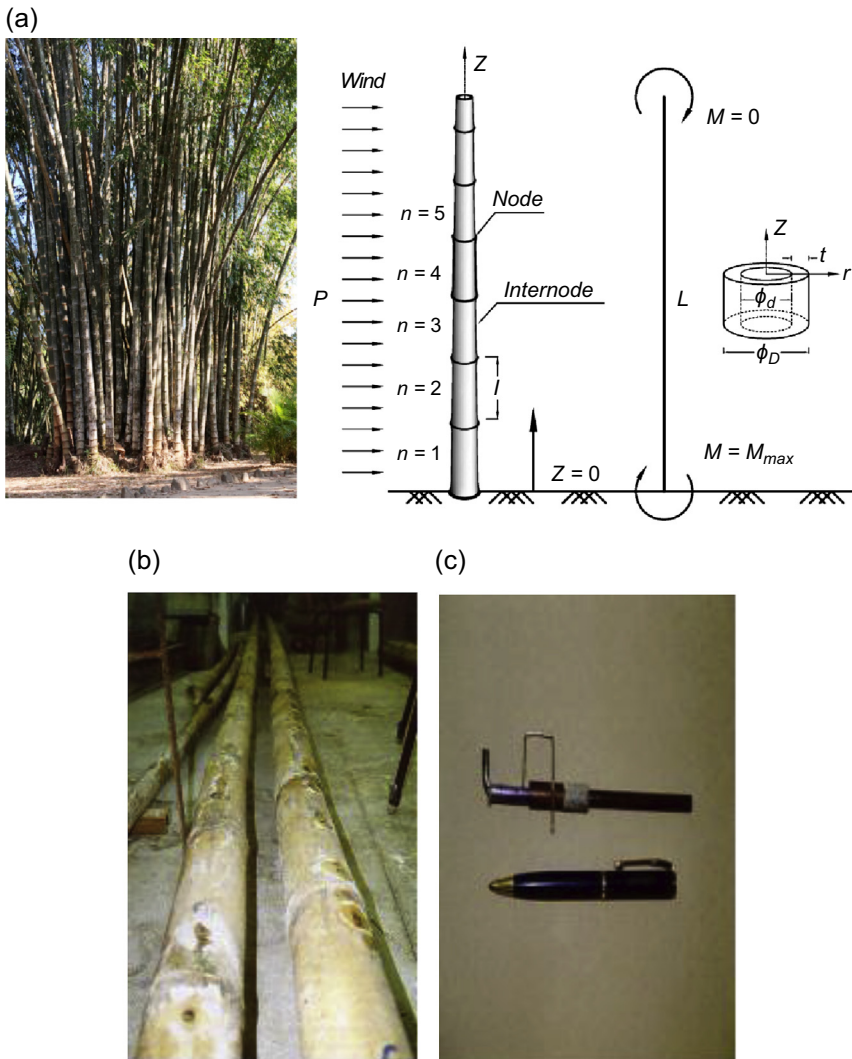 (a)
Wind
Z
M = 0
n = 5
Node
n = 4
Z
t
r
P
Internode
L
ϕd
n = 3
ϕD
n = 2
l
n = 1
M = Mmax
Z = 0
(b)
(c)